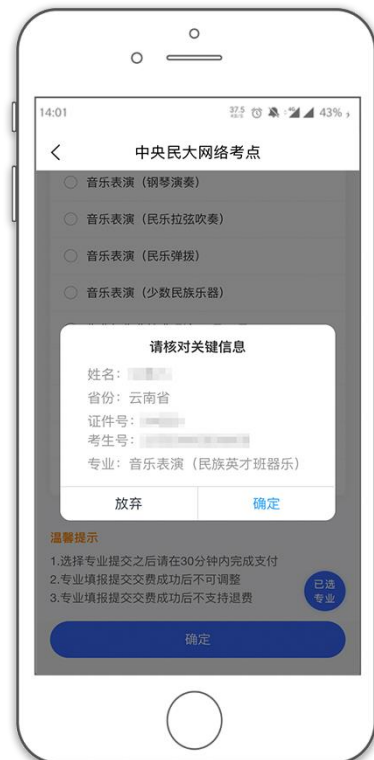 14:01
37.5
43%
中央民大网络考点
音乐表演（钢琴演奏）
音乐表演（民乐拉弦吹奏）
音乐表演（民乐弹拨）
音乐表演（少数民族乐器）
请核对关键信息
姓名：
省份：云南省
证件号：
考生号：
专业：音乐表演（民族英才班器乐）
放弃
确定
温馨提示
1.选择专业提交之后请在30分钟内完成支付
2.专业填报提交交费成功后不可调整
3.专业填报提交交费成功后不支持退费
已选
专业
确定